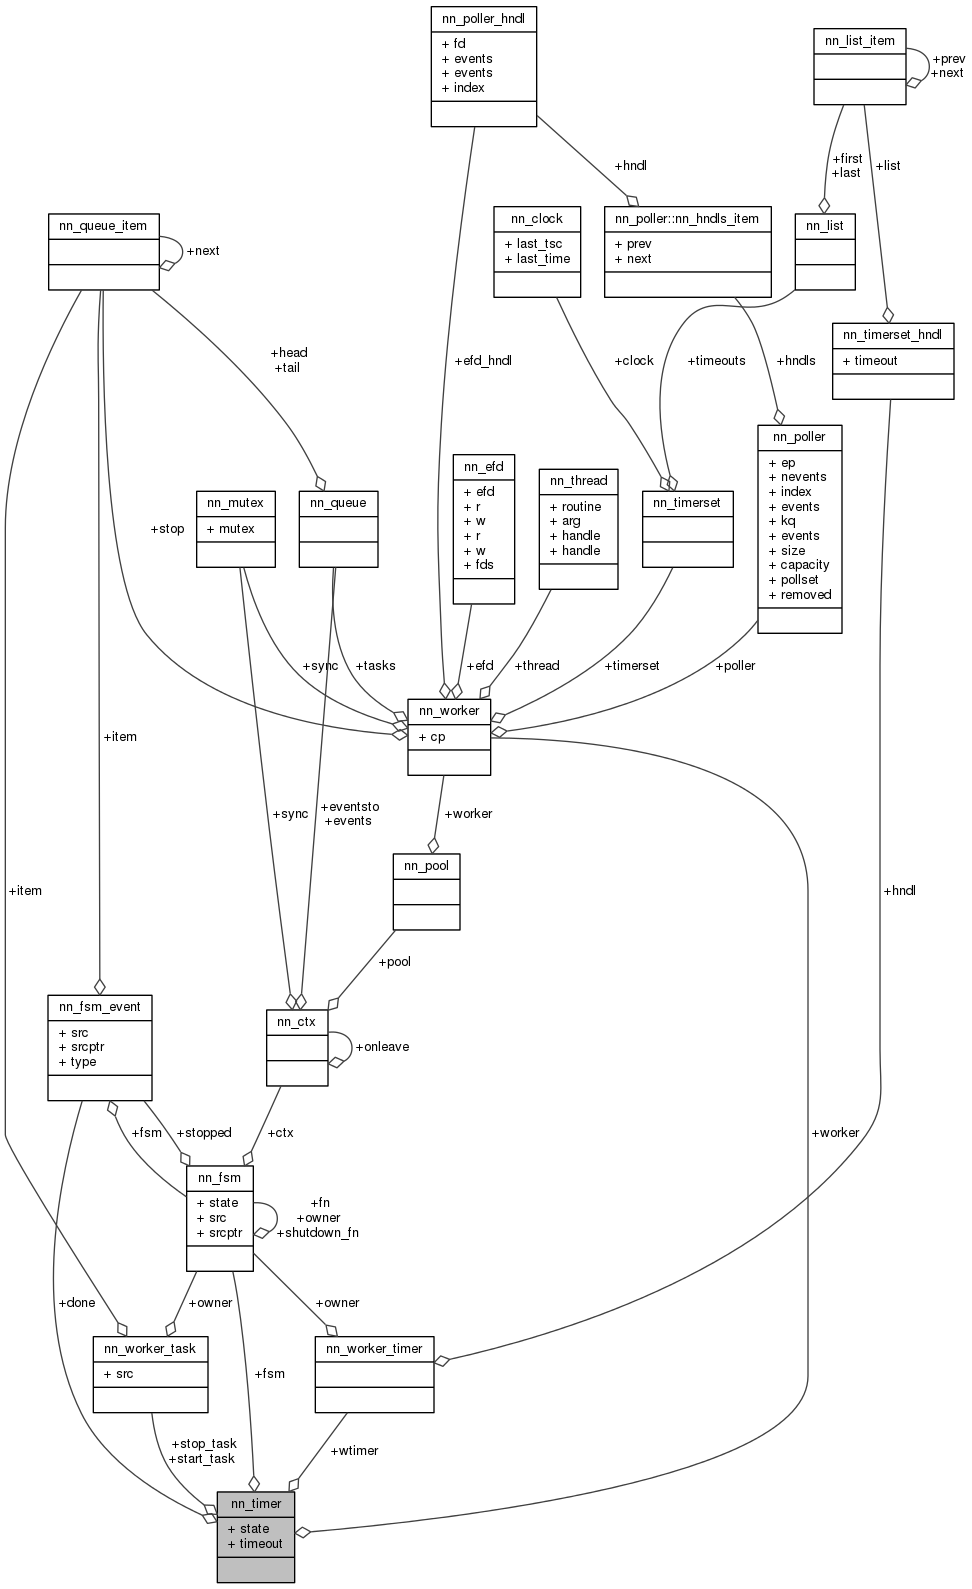 nn_poller_hndl
+ fd
+ events
+ events
+ index
nn_list_item
+prev
+next
+hndl
+first
+last
+list
nn_queue_item
+next
nn_clock
+ last_tsc
+ last_time
nn_poller::nn_hndls_item
+ prev
+ next
nn_list
nn_timerset_hndl
+ timeout
+head
+tail
+efd_hndl
+clock
+timeouts
+hndls
nn_poller
+ ep
+ nevents
+ index
+ events
+ kq
+ events
+ size
+ capacity
+ pollset
+ removed
nn_efd
+ efd
+ r
+ w
+ r
+ w
+ fds
nn_thread
+ routine
+ arg
+ handle
+ handle
nn_mutex
+ mutex
nn_queue
nn_timerset
+stop
+sync
+tasks
+efd
+thread
+timerset
+poller
nn_worker
+ cp
+item
+sync
+eventsto
+events
+worker
nn_pool
+item
+hndl
+pool
nn_fsm_event
+ src
+ srcptr
+ type
nn_ctx
+onleave
+fsm
+stopped
+ctx
+worker
nn_fsm
+ state
+ src
+ srcptr
+fn
+owner
+shutdown_fn
+done
+owner
+owner
nn_worker_task
+ src
+fsm
nn_worker_timer
+stop_task
+start_task
+wtimer
nn_timer
+ state
+ timeout